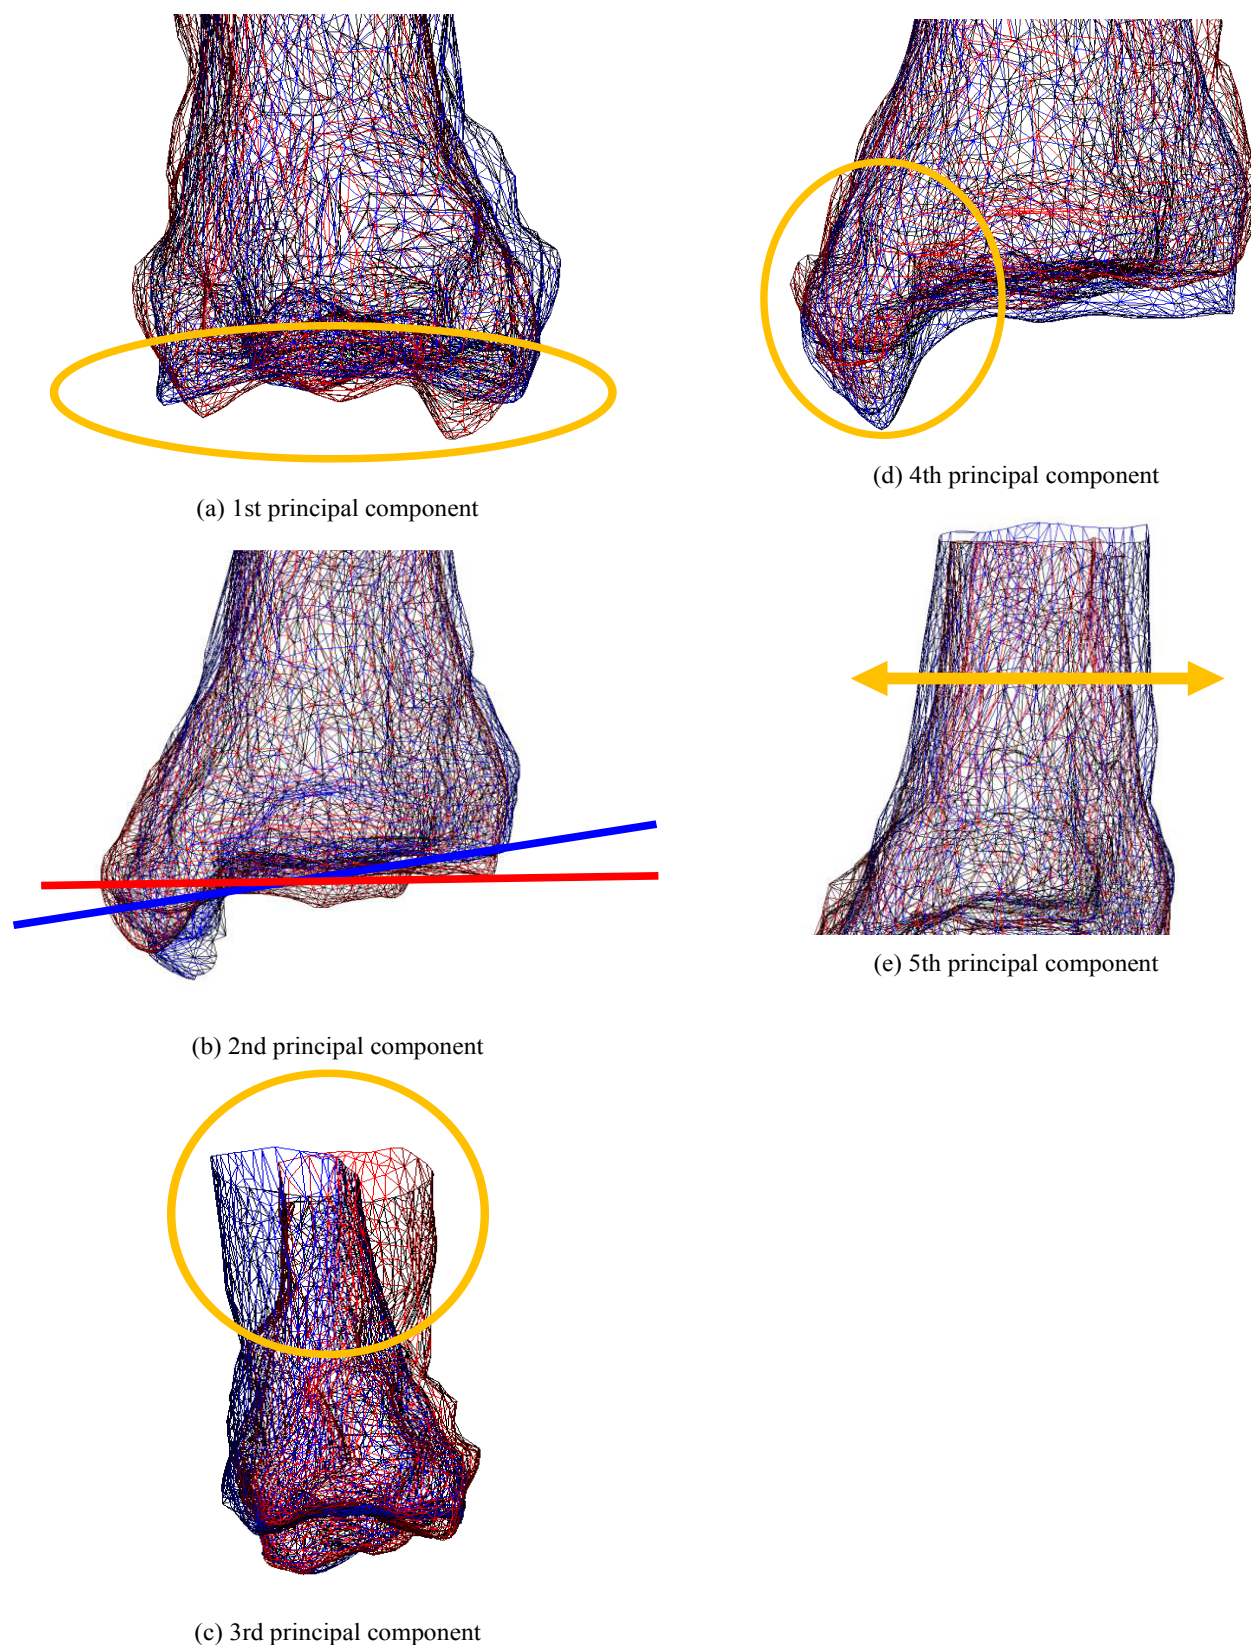 (a) 1st principal component
(b) 2nd principal component
(c) 3rd principal component
(d) 4th principal component
(e) 5th principal component